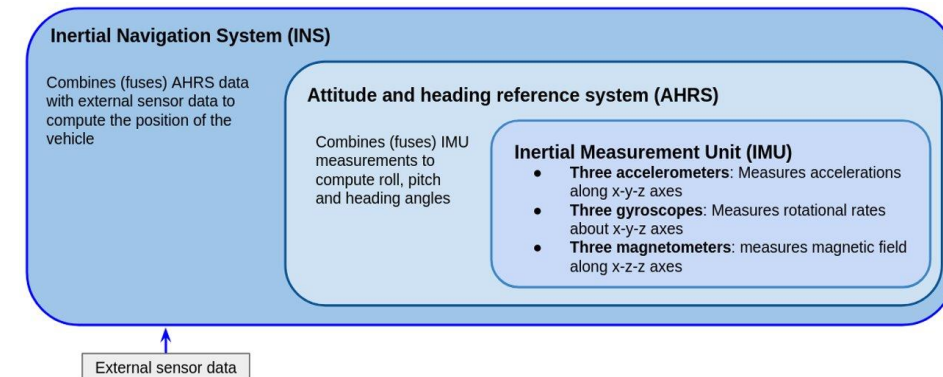 Inertial Navigation System (INS)
Combines (fuses) AHRS data
with external sensor data to
compute the position of the
vehicle
Attitude and heading reference system (AHRS)
Combines (fuses) IMU
measurements to
compute roll, pitch
and heading angles
Inertial Measurement Unit (IMU)
● Three accelerometers: Measures accelerations
along x-y-z axes
● Three gyroscopes: Measures rotational rates
about x-y-z axes
● Three magnetometers: measures magnetic field
along x-z-z axes
External sensor data